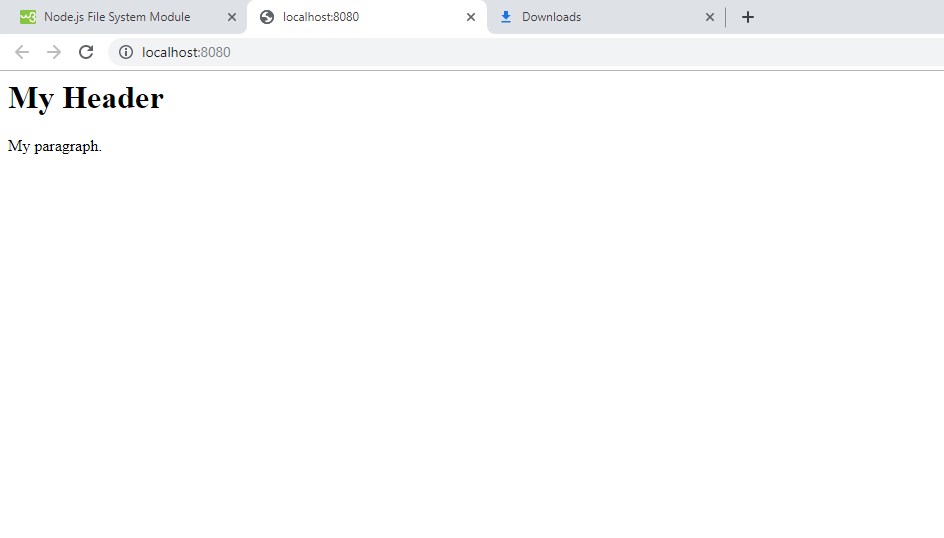 Node.js File System Module
localhost:8080
Downloads
localhost:8080
My Header
My paragraph.